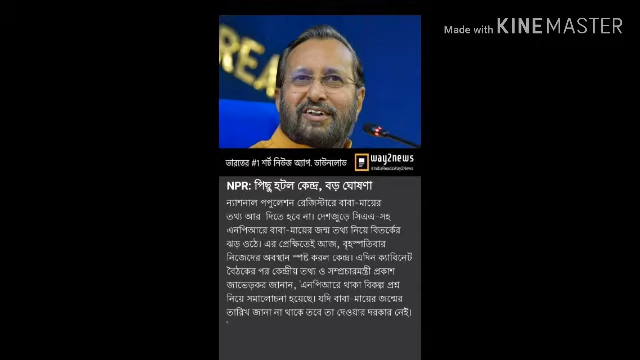 REA
Made with KINEMASTER
ভারতের #1 শর্ট নিউজ অ্যাপ. ডাউনলোড
way2news
NPR: পিছু হটল কেন্দ্র, বড় ঘোষণা
ন্যাশনাল পপুলেশন রেজিস্টারে বাবা-মায়ের
তথ্য আর দিতে হবে না। দেশজুড়ে সিএএ-সহ
এনপিআরে বাবা-মায়ের জন্ম তথ্য নিয়ে বিতর্কের
ঝড় ওঠে। এর প্রেক্ষিতেই আজ, বৃহস্পতিবার
নিজেদের অবস্থান স্পষ্ট করল কেন্দ্র। এদিন ক্যাবিনেট
বৈঠকের পর কেন্দ্রীয় তথ্য ও সম্প্রচারমন্ত্রী প্রকাশ
জাভেড়কর জানান, 'এনপিআরে থাকা বিকল্প প্রশ্ন
নিয়ে সমালোচনা হয়েছে। যদি বাবা-মায়ের জন্মের
তারিখ জানা না থাকে তবে তা দেওয়ার দরকার নেই।
'